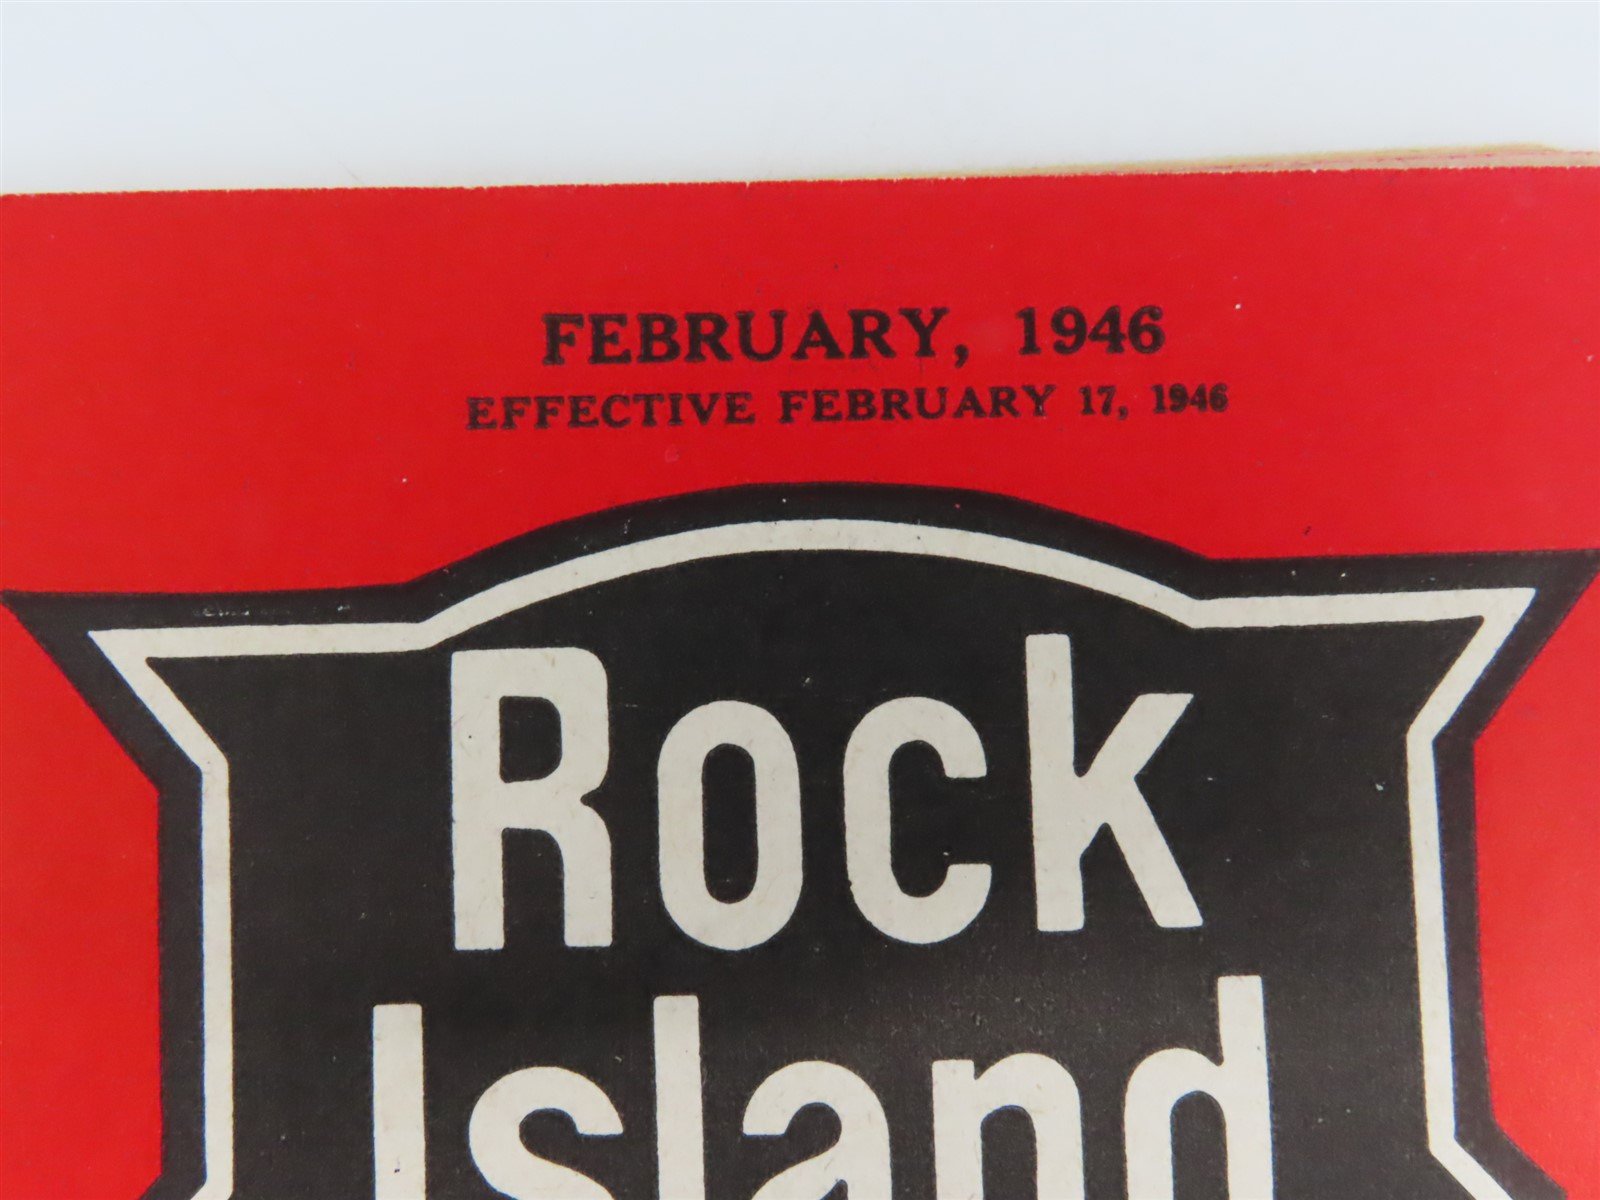 FEBRUARY, 1946
EFFECTIVE FEBRUARY 17, 1946
Rock
Island